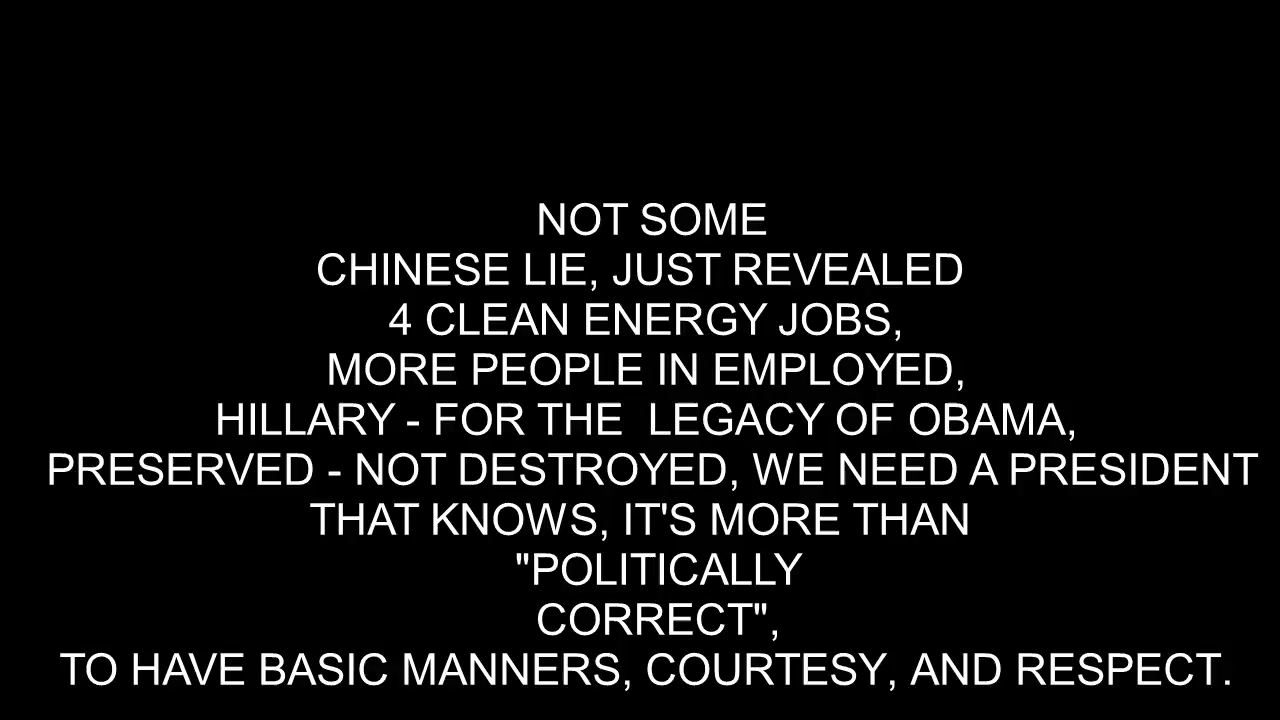 NOT SOME
CHINESE LIE, JUST REVEALED
4 CLEAN ENERGY JOBS,
MORE PEOPLE IN EMPLOYED,
HILLARY - FOR THE  LEGACY OF OBAMA,
PRESERVED - NOT DESTROYED, WE NEED A PRESIDENT
THAT KNOWS, IT'S MORE THAN
"POLITICALLY
CORRECT",
TO HAVE BASIC MANNERS, COURTESY, AND RESPECT.